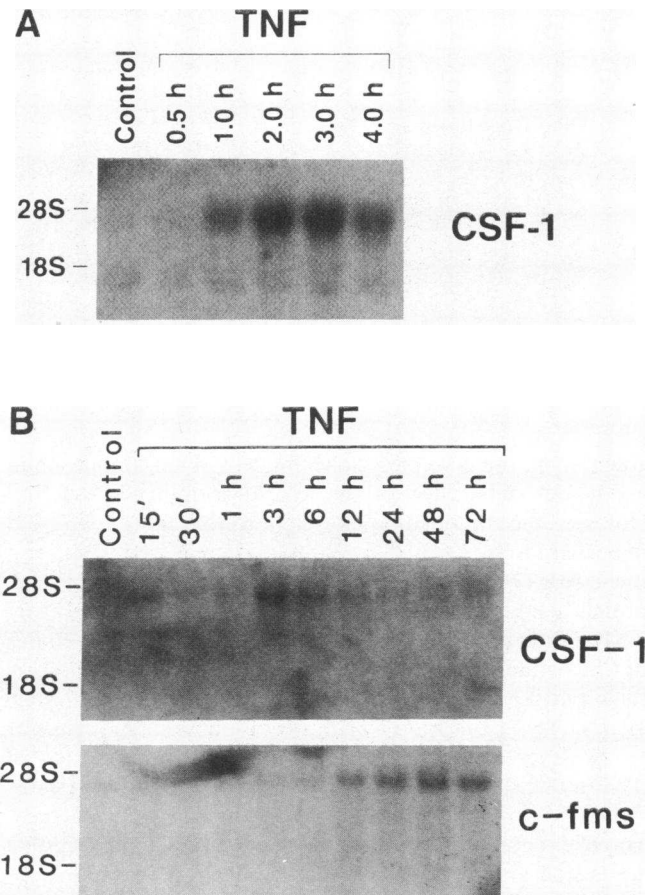 A
TNF
Control
0.5 h
1.0 h
2.0 h
3.0 h
4.0 h
28S-
18S-
CSF-1
B
TNF
Control
15′
30′
1 h
3 h
6 h
12 h
24 h
48 h
72 h
28S-
18S-
CSF-1
28S-
18S-
c-fms